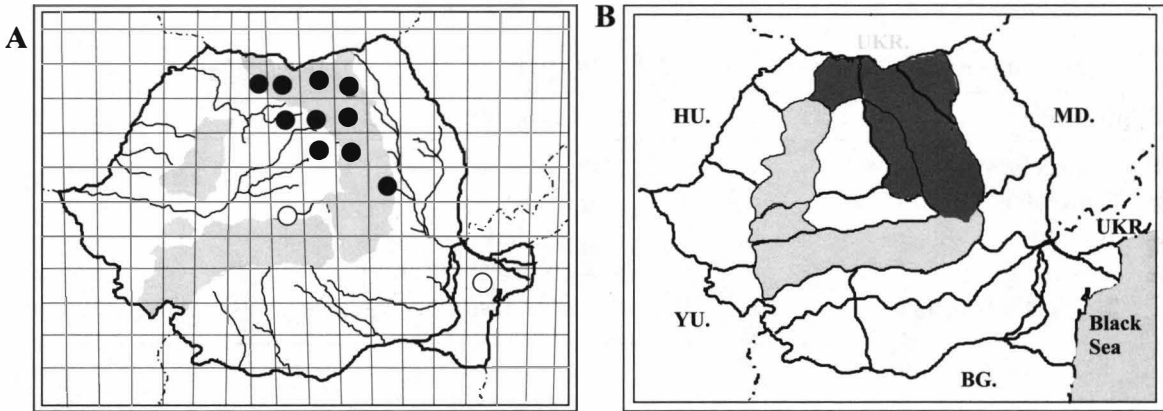 A
B
UKR.
HU.
MD.
UKR.
YU.
Black
Sea
BG.